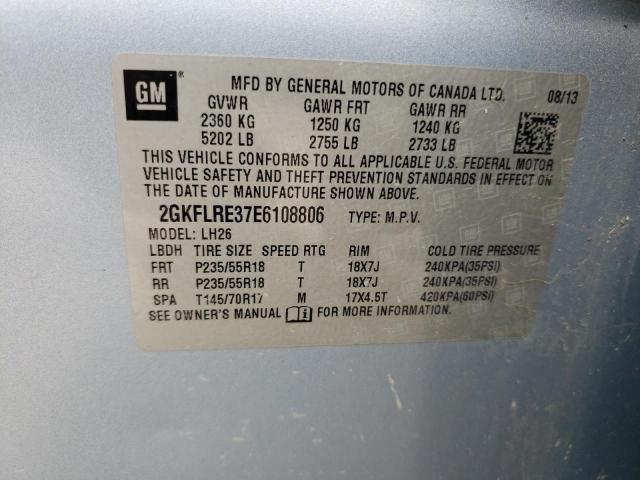 GM ®
MFD BY GENERAL MOTORS OF CANADA LTD. 08/13
GVWR GAWR FRT GAWR RR
2360 KG 1250 KG 1240 KG
5202 LB 2755 LB 2733 LB
THIS VEHICLE CONFORMS TO ALL APPLICABLE U.S. FEDERAL MOTOR
VEHICLE SAFETY AND THEFT PREVENTION STANDARDS IN EFFECT ON
THE DATE OF MANUFACTURE SHOWN ABOVE.
2GKFLRE37E6108806 TYPE: M.P.V.
MODEL: LH26
LBDH TIRE SIZE SPEED RTG RIM COLD TIRE PRESSURE
FRT P235/55R18 T 18X7J 240KPA(35PSI)
RR P235/55R18 T 18X7J 240KPA(35PSI)
SPA T145/70R17 M 17X4.5T 420KPA(60PSI)
SEE OWNER'S MANUAL i FOR MORE INFORMATION.